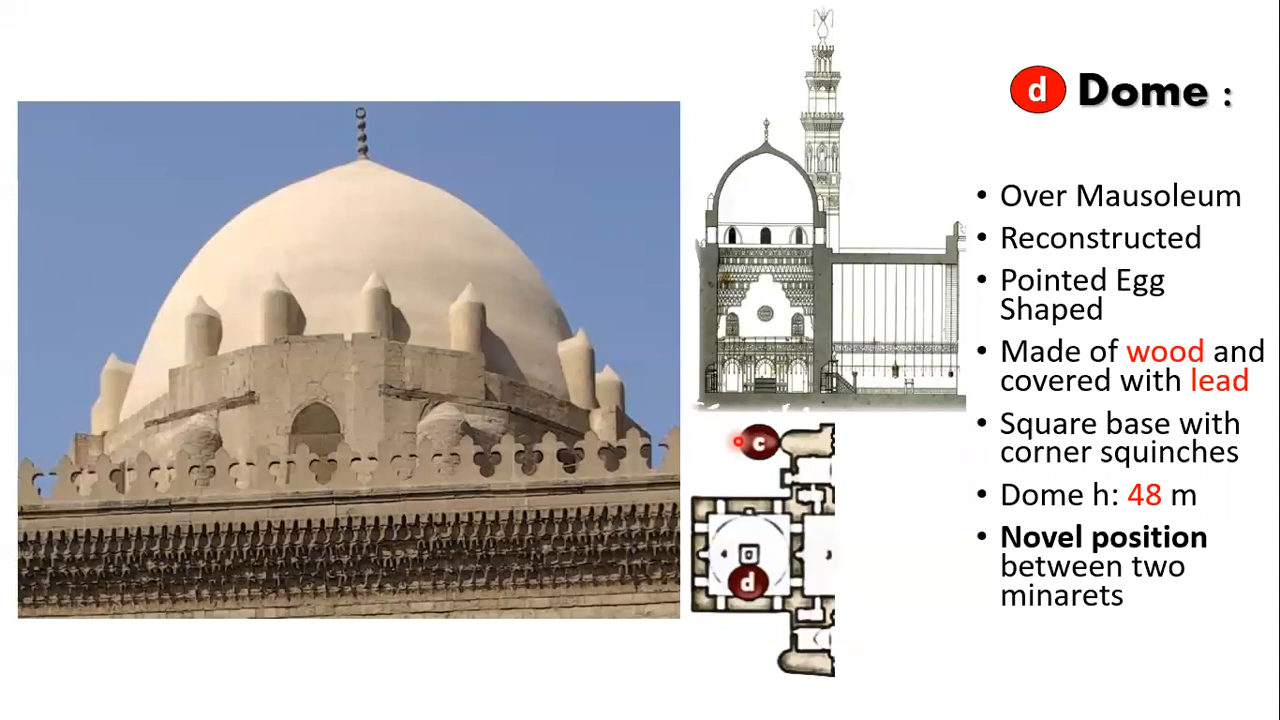 d Dome :
• Over Mausoleum
• Reconstructed
• Pointed Egg
Shaped
• Made of wood and
covered with lead
• Square base with
corner squinches
• Dome h: 48 m
• Novel position
between two
minarets
c
d